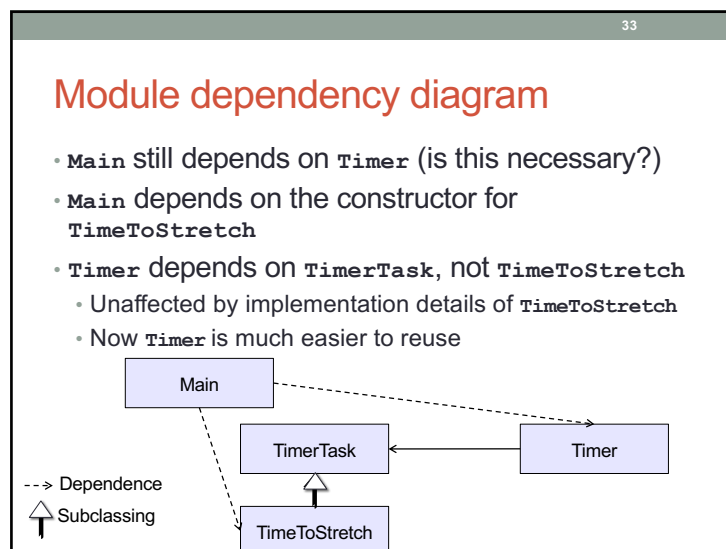 33
Module dependency diagram
• Main still depends on Timer (is this necessary?)
• Main depends on the constructor for
TimeToStretch
• Timer depends on TimerTask, not TimeToStretch
• Unaffected by implementation details of TimeToStretch
• Now Timer is much easier to reuse
Main
TimerTask
Timer
Dependence
Subclassing
TimeToStretch